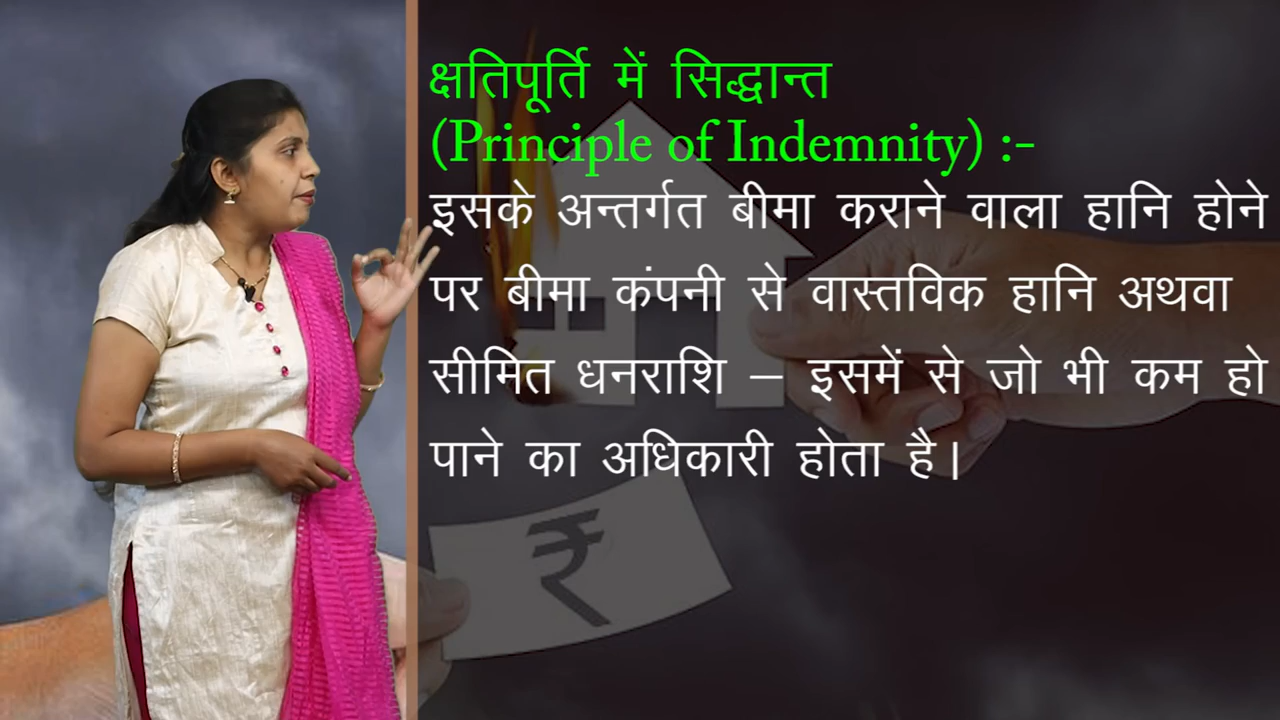 क्षतिपूर्ति में सिद्धान्त
(Principle of Indemnity) :-
इसके अन्तर्गत बीमा कराने वाला हानि होने
पर बीमा कंपनी से वास्तविक हानि अथवा
सीमित धनराशि – इसमें से जो भी कम हो
पाने का अधिकारी होता है।
₹